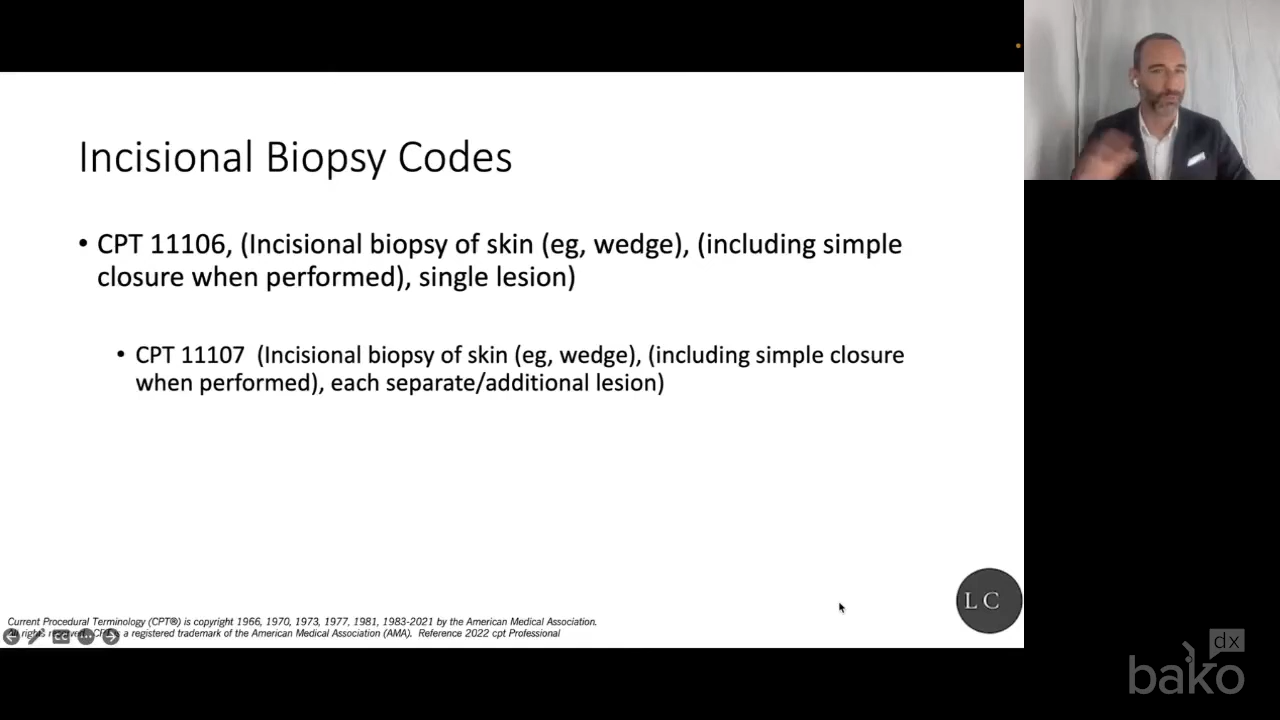 Incisional Biopsy Codes
• CPT 11106, (Incisional biopsy of skin (eg, wedge), (including simple
closure when performed), single lesion)
• CPT 11107  (Incisional biopsy of skin (eg, wedge), (including simple closure
when performed), each separate/additional lesion)
LC
Current Procedural Terminology (CPT®) is copyright 1966, 1970, 1973, 1977, 1981, 1983-2021 by the American Medical Association.
All rights reserved. CPT is a registered trademark of the American Medical Association (AMA).  Reference 2022 cpt Professional
dx
bako